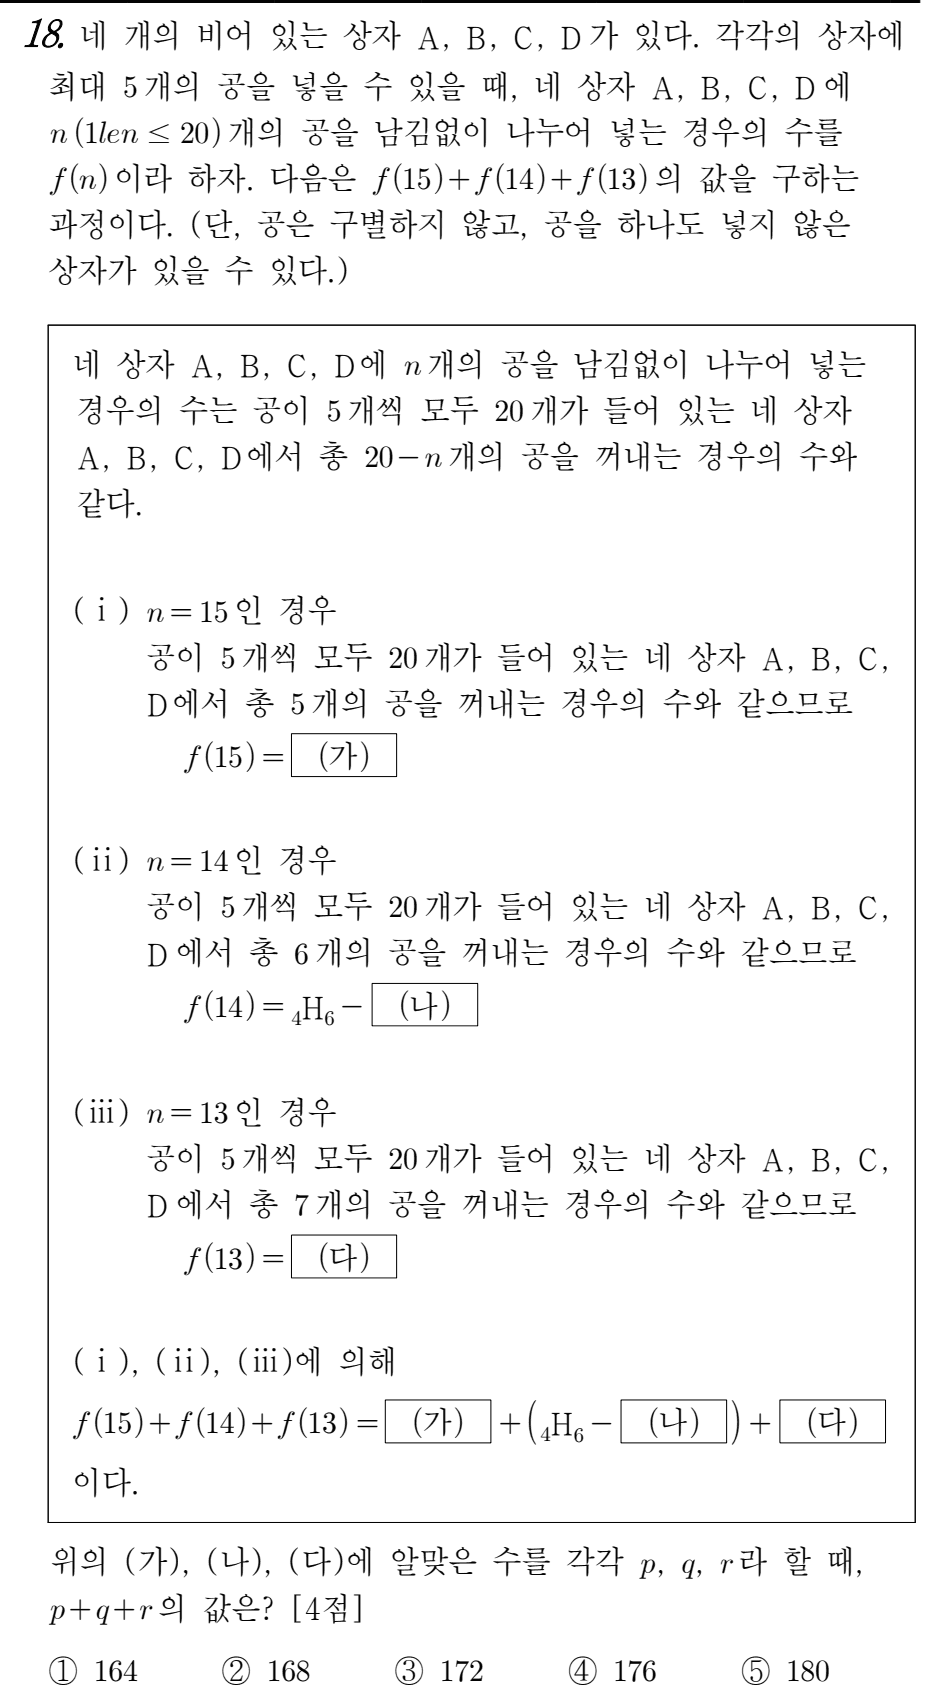 18. 네 개의 비어 있는 상자 A, B, C, D가 있다. 각각의 상자에
최대 5개의 공을 넣을 수 있을 때, 네 상자 A, B, C, D에
n(1len ≤ 20)개의 공을 남김없이 나누어 넣는 경우의 수를
f(n)이라 하자. 다음은 f(15)+f(14)+f(13)의 값을 구하는
과정이다. (단, 공은 구별하지 않고, 공을 하나도 넣지 않은
상자가 있을 수 있다.)
네 상자 A, B, C, D에 n개의 공을 남김없이 나누어 넣는
경우의 수는 공이 5개씩 모두 20개가 들어 있는 네 상자
A, B, C, D에서 총 20-n개의 공을 꺼내는 경우의 수와
같다.
(ⅰ) n=15인 경우
공이 5개씩 모두 20개가 들어 있는 네 상자 A, B, C,
D에서 총 5개의 공을 꺼내는 경우의 수와 같으므로
f(15)= (가)
(ⅱ) n=14인 경우
공이 5개씩 모두 20개가 들어 있는 네 상자 A, B, C,
D에서 총 6개의 공을 꺼내는 경우의 수와 같으므로
f(14)=₄H₆- (나)
(ⅲ) n=13인 경우
공이 5개씩 모두 20개가 들어 있는 네 상자 A, B, C,
D에서 총 7개의 공을 꺼내는 경우의 수와 같으므로
f(13)= (다)
(ⅰ), (ⅱ), (ⅲ)에 의해
f(15)+f(14)+f(13)= (가) +(₄H₆- (나) )+ (다)
이다.
위의 (가), (나), (다)에 알맞은 수를 각각 p, q, r라 할 때,
p+q+r의 값은? [4점]
① 164 ② 168 ③ 172 ④ 176 ⑤ 180